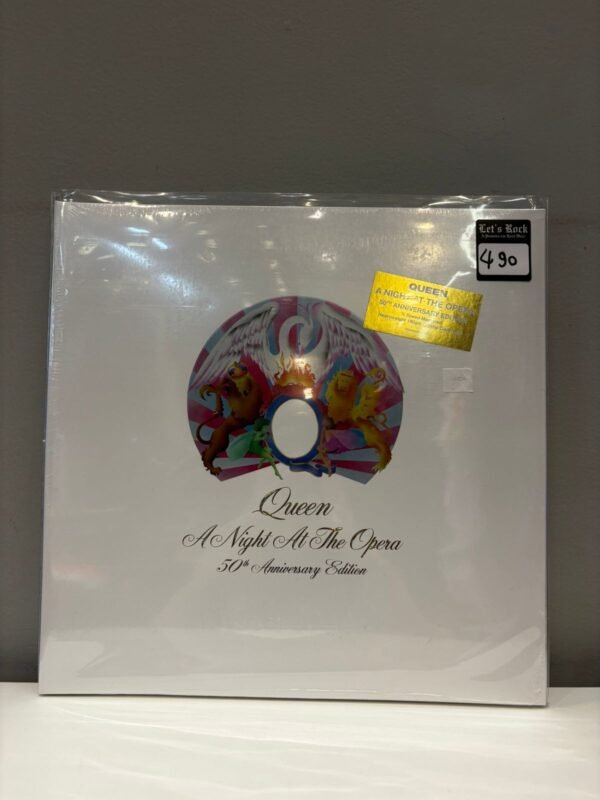 Let's Rock
490
QUEEN
A NIGHT AT THE OPERA
50TH ANNIVERSARY EDITION
Queen
A Night At The Opera
50th Anniversary Edition